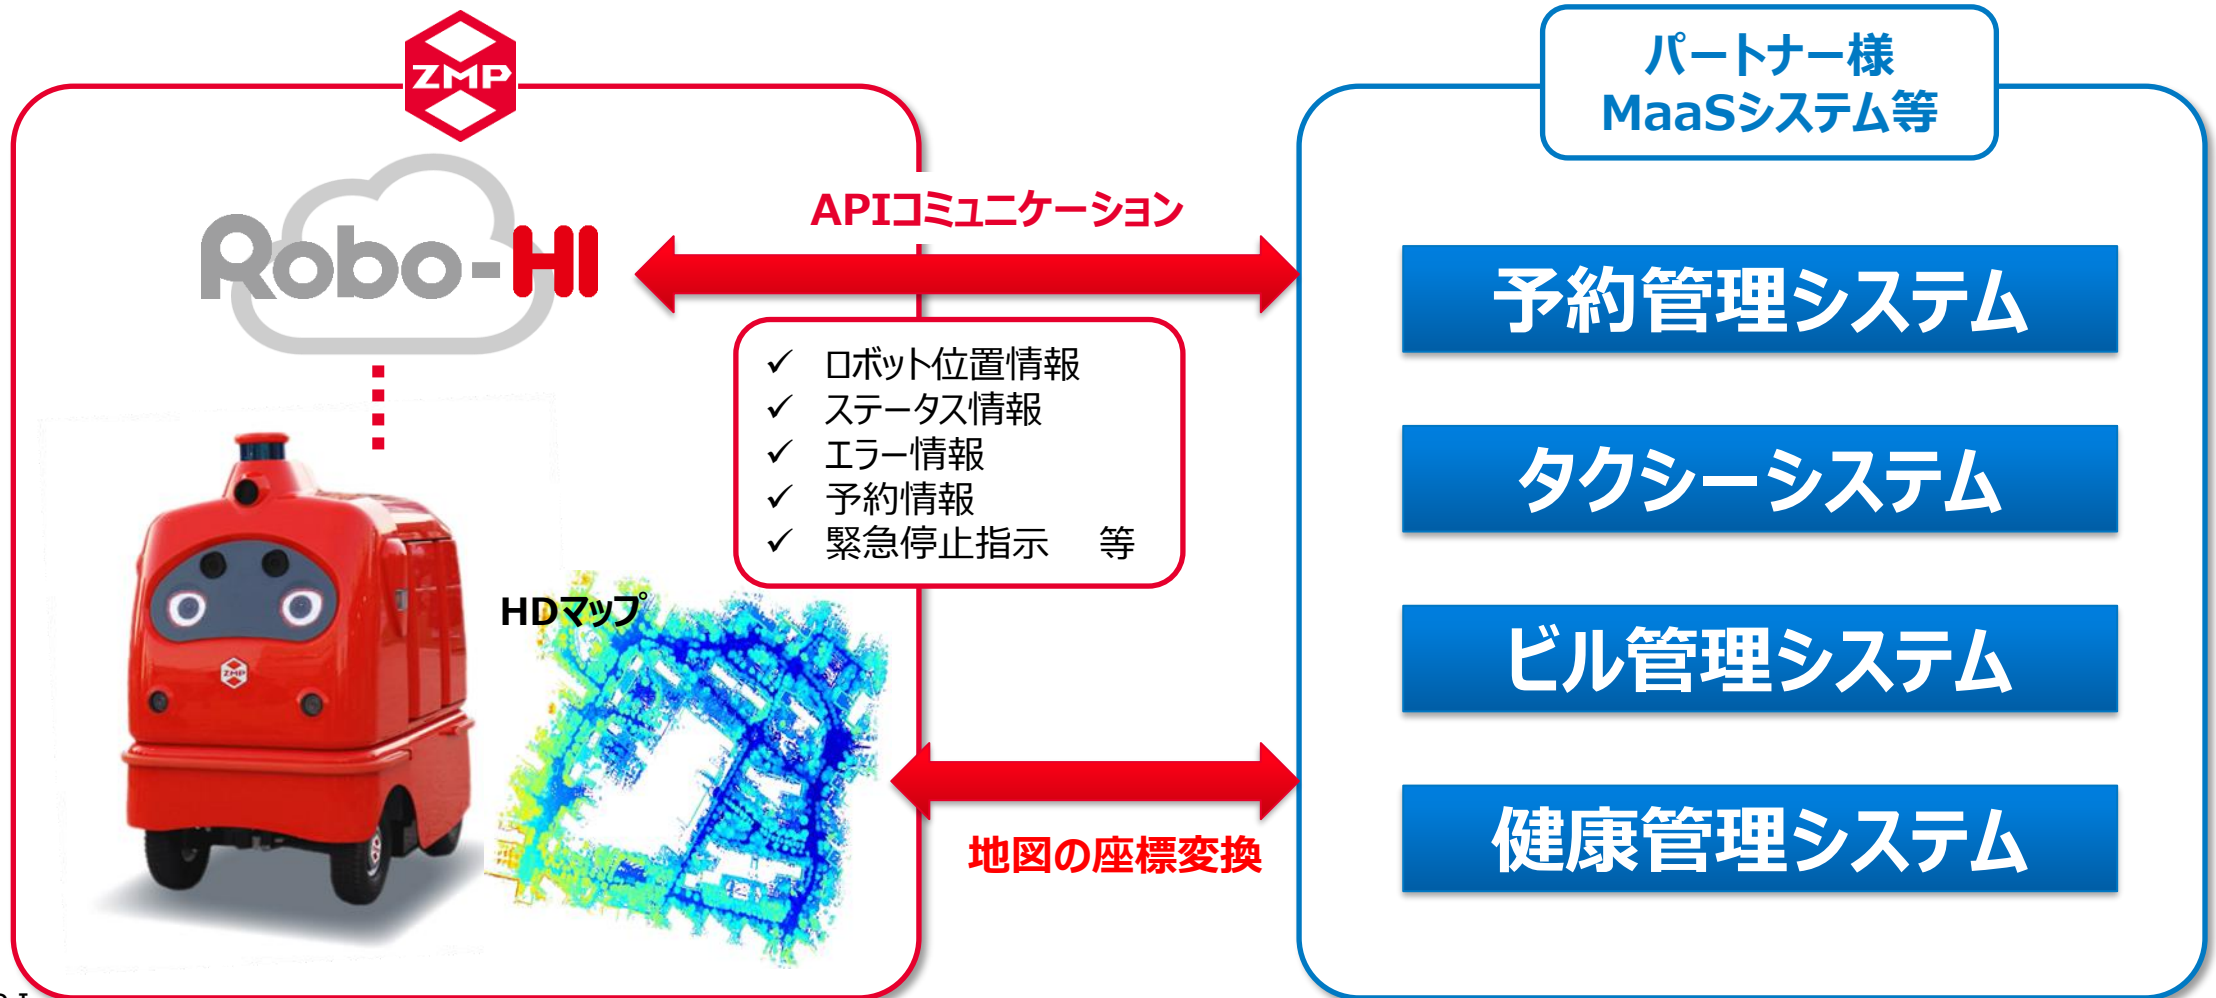 ZMP
パートナー様
MaaSシステム等
Robo-HI
APIコミュニケーション
✓ ロボット位置情報
✓ ステータス情報
✓ エラー情報
✓ 予約情報
✓ 緊急停止指示 等
予約管理システム
タクシーシステム
ビル管理システム
健康管理システム
HDマップ
ZMP
地図の座標変換